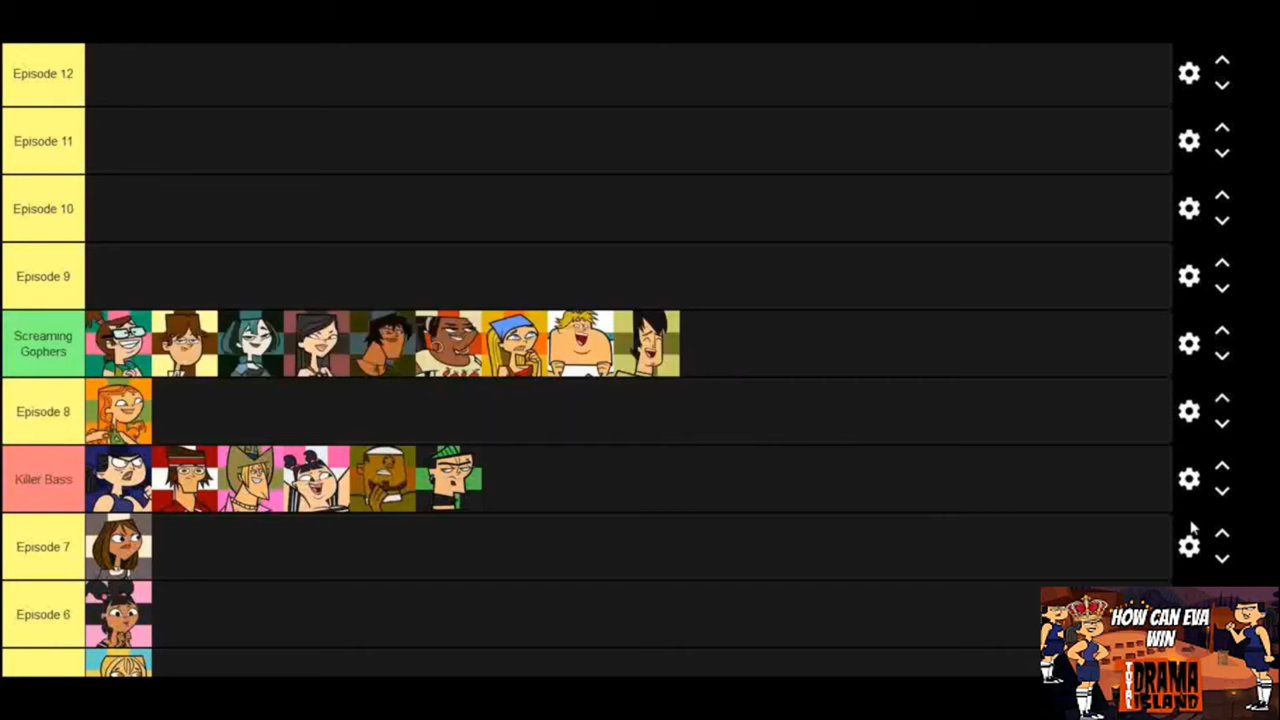 Episode 12
Episode 11
Episode 10
Episode 9
Screaming
Gophers
Episode 8
Killer Bass
Episode 7
Episode 6
HOW CAN EVA
WIN
TOTAL
DRAMA
ISLAND